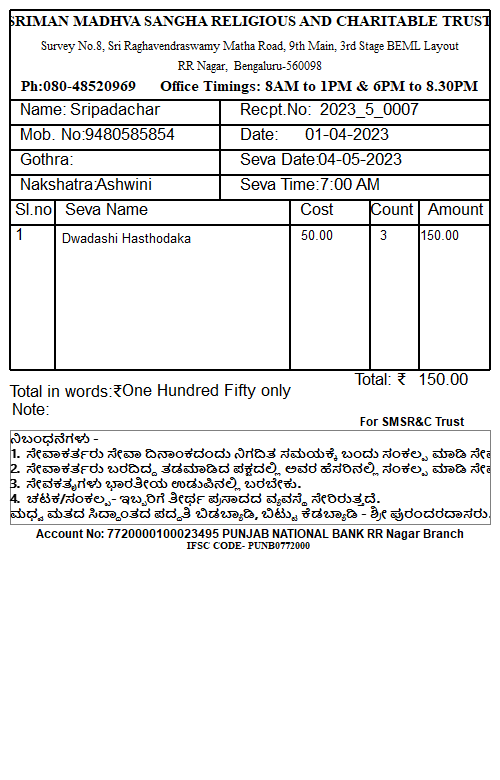 SRIMAN MADHVA SANGHA RELIGIOUS AND CHARITABLE TRUST
Survey No.8, Sri Raghavendraswamy Matha Road, 9th Main, 3rd Stage BEML Layout
RR Nagar, Bengaluru-560098
Ph:080-48520969 Office Timings: 8AM to 1PM & 6PM to 8.30PM
Name: Sripadachar Recpt.No: 2023_5_0007
Mob. No:9480585854 Date: 01-04-2023
Gothra: Seva Date:04-05-2023
Nakshatra:Ashwini Seva Time:7:00 AM
Sl.no Seva Name Cost Count Amount
1 Dwadashi Hasthodaka 50.00 3 150.00
Total: ₹ 150.00
Total in words:₹One Hundred Fifty only
Note:
For SMSR&C Trust
ನಿಬಂಧನೆಗಳು -
1. ಸೇವಾಕರ್ತರು ಸೇವಾ ದಿನಾಂಕದಂದು ನಿಗದಿತ ಸಮಯಕ್ಕೆ ಬಂದು ಸಂಕಲ್ಪ ಮಾಡಿ
2. ಸೇವಾಕರ್ತರು ಬರದಿದ್ದ ತಡಮಾಡಿದ ಪಕ್ಷದಲ್ಲಿ ಅವರ ಹೆಸರಿನಲ್ಲಿ ಸಂಕಲ್ಪ ಮಾಡಿ
3. ಸೇವಕತೃಗಳು ಭಾರತೀಯ ಉಡುಪಿನಲ್ಲಿ ಬರಬೇಕು.
4. ಚಟಕ/ಸಂಕಲ್ಪ- ಇಬ್ಬರಿಗೆ ತೀರ್ಥ ಪ್ರಸಾದದ ವ್ಯವಸ್ಥೆ ಸೇರಿರುತ್ತದೆ.
ಮಧ್ವ ಮತದ ಸಿದ್ಧಾಂತದ ಪದ್ಧತಿ ಬಿಡಬ್ಯಾಡಿ, ಬಿಟ್ಟು ಕೆಡಬ್ಯಾಡಿ - ಶ್ರೀ ಪುರಂದರದಾಸರು.
Account No: 7720000100023495 PUNJAB NATIONAL BANK RR Nagar Branch
IFSC CODE- PUNB0772000